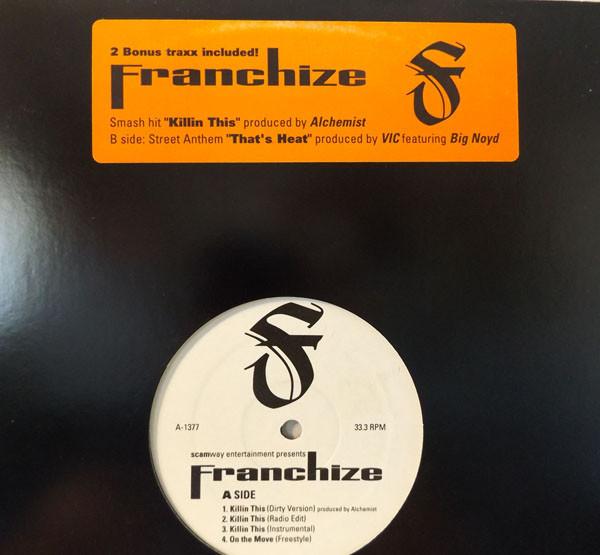 2 Bonus traxx included!
Franchize
F
Smash hit "Killin This" produced by Alchemist
B side: Street Anthem "That's Heat" produced by VIC featuring Big Noyd
F
A-1377
33.3 RPM
scamway entertainment presents
Franchize
A SIDE
1. Killin This (Dirty Version) produced by Alchemist
2. Killin This (Radio Edit)
3. Killin This (Instrumental)
4. On the Move (Freestyle)